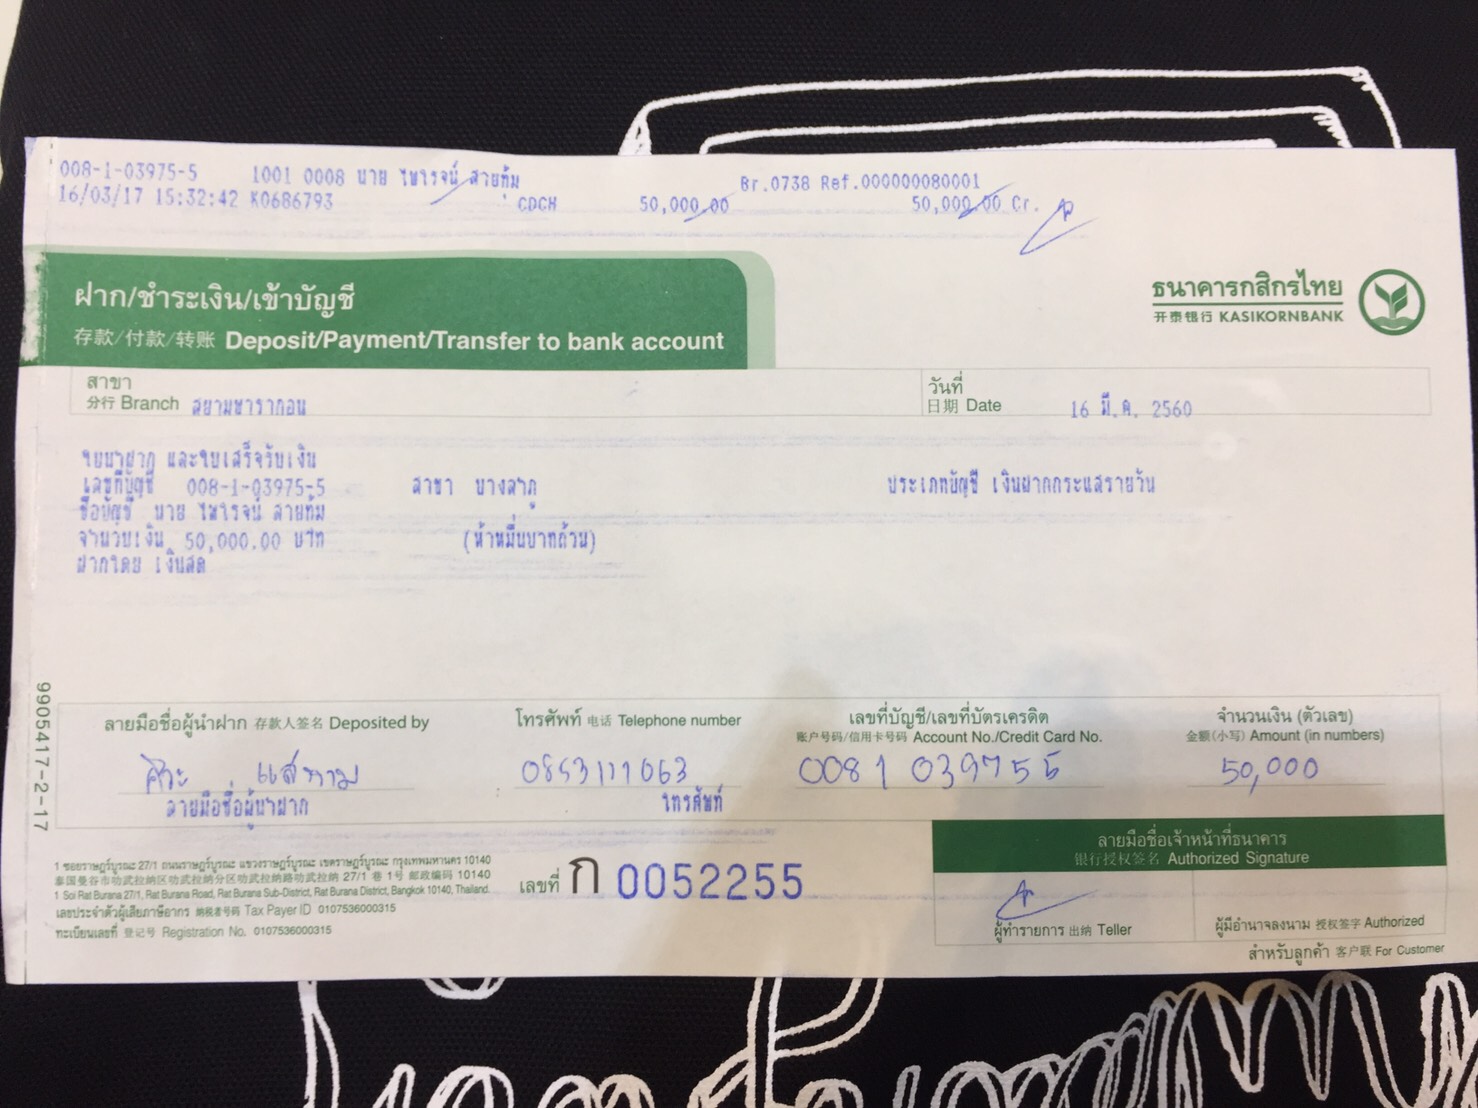 008-1-03975-5 1001 0008 นาย ไพโรจน์ สายทุ้ม Br.0738 Ref.000000080001
16/03/17 15:32:42 K0686793 CDCH 50,000.00 50,000.00 Cr.
ฝาก/ชำระเงิน/เข้าบัญชี
存款/付款/转账 Deposit/Payment/Transfer to bank account
ธนาคารกสิกรไทย
开泰银行 KASIKORNBANK
สาขา
分行 Branch สยามพารากอน
วันที่
日期 Date 16 มี.ค. 2560
ใบนำฝาก และใบเสร็จรับเงิน
เลขที่บัญชี 008-1-03975-5 สาขา บางลำภู ประเภทบัญชี เงินฝากกระแสรายวัน
ชื่อบัญชี นาย ไพโรจน์ สายทุ้ม
จำนวนเงิน 50,000.00 บาท (ห้าหมื่นบาทถ้วน)
ฝากโดย เงินสด
9905417-2-17
ลายมือชื่อผู้นำฝาก 存款人签名 Deposited by
โทรศัพท์ 电话 Telephone number
เลขที่บัญชี/เลขที่บัตรเครดิต
账户号码/信用卡号码 Account No./Credit Card No.
จำนวนเงิน (ตัวเลข)
金额(小写) Amount (in numbers)
0853111063 0081039755 50,000
ลายมือชื่อผู้นำฝาก โทรศัพท์
ลายมือชื่อเจ้าหน้าที่ธนาคาร
银行授权签名 Authorized Signature
1 ซอยราษฎร์บูรณะ 27/1 ถนนราษฎร์บูรณะ แขวงราษฎร์บูรณะ เขตราษฎร์บูรณะ กรุงเทพมหานคร 10140
泰国曼谷市功武拉纳区功武拉纳分区功武拉纳路功武拉纳 27/1 巷 1号 邮政编码 10140
1 Soi Rat Burana 27/1, Rat Burana Road, Rat Burana Sub-District, Rat Burana District, Bangkok 10140, Thailand.
เลขประจำตัวผู้เสียภาษีอากร 纳税者号码 Tax Payer ID 0107536000315
ทะเบียนเลขที่ 登记号 Registration No. 0107536000315
เลขที่ ก 0052255
ผู้ทำรายการ 出纳 Teller
ผู้มีอำนาจลงนาม 授权签字 Authorized
สำหรับลูกค้า 客户联 For Customer